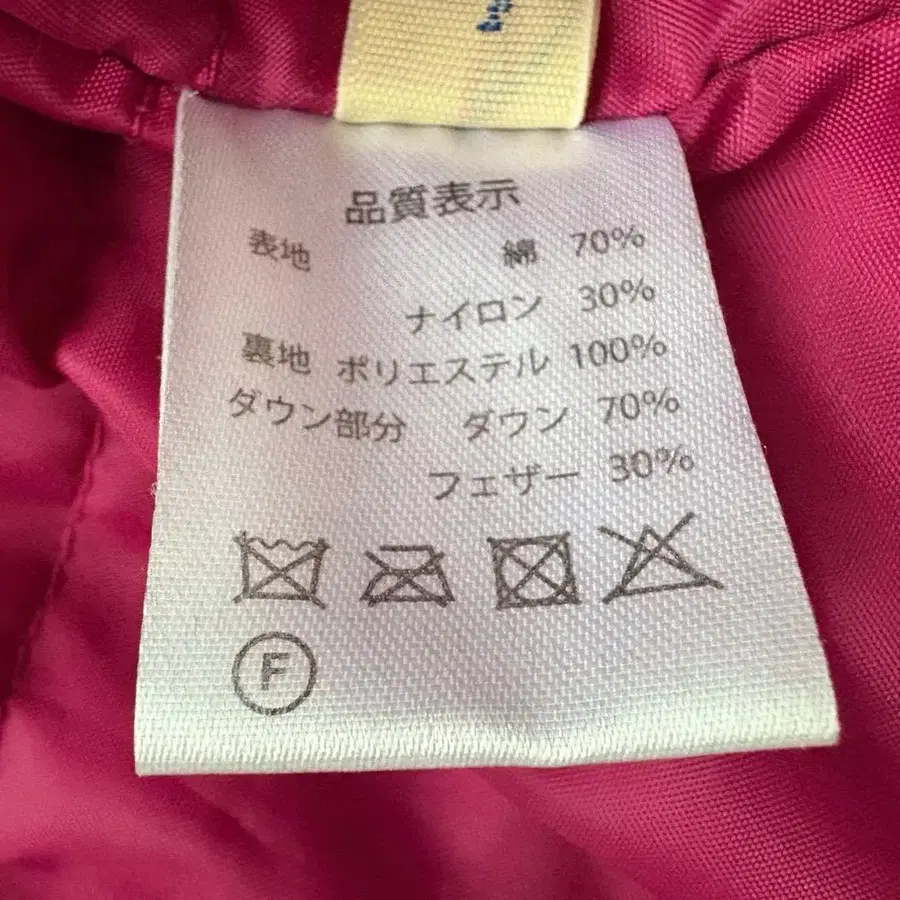 品質表示
表地 綿 70%
ナイロン 30%
裏地 ポリエステル 100%
ダウン部分 ダウン 70%
フェザー 30%
F